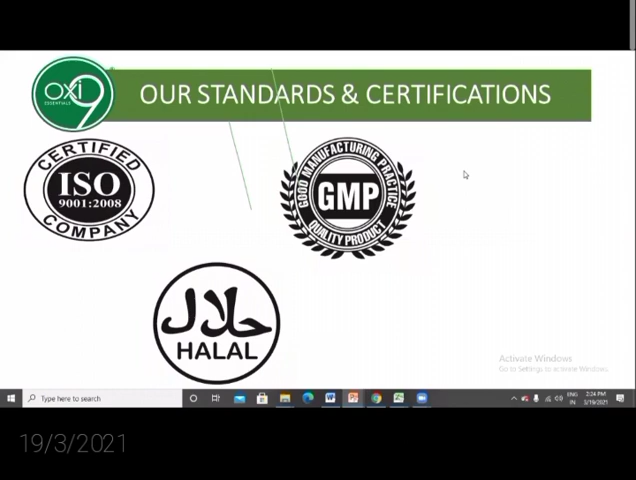 oxi
9
ESSENTIALS
OUR STANDARDS & CERTIFICATIONS
CERTIFIED
ISO
9001:2008
COMPANY
GOOD MANUFACTURING PRACTICE
GMP
QUALITY PRODUCT
حلال
HALAL
Activate Windows
Go to Settings to activate Windows.
Type here to search
ENG
IN
2:24 PM
3/19/2021
19/3/2021